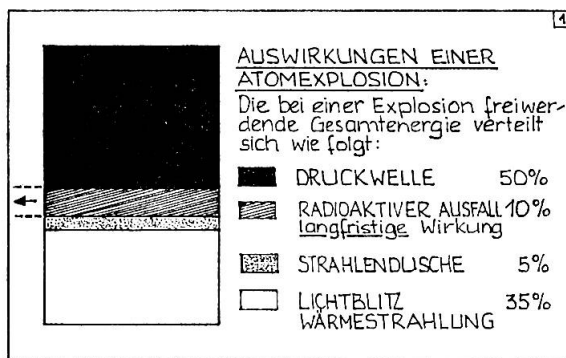 1
AUSWIRKUNGEN EINER
ATOMEXPLOSION:
Die bei einer Explosion freiwer-
dende Gesamtenergie verteilt
sich wie folgt:
DRUCKWELLE 50%
RADIOAKTIVER AUSFALL 10%
langfristige Wirkung
STRAHLENDUSCHE 5%
LICHTBLITZ 35%
WÄRMESTRAHLUNG